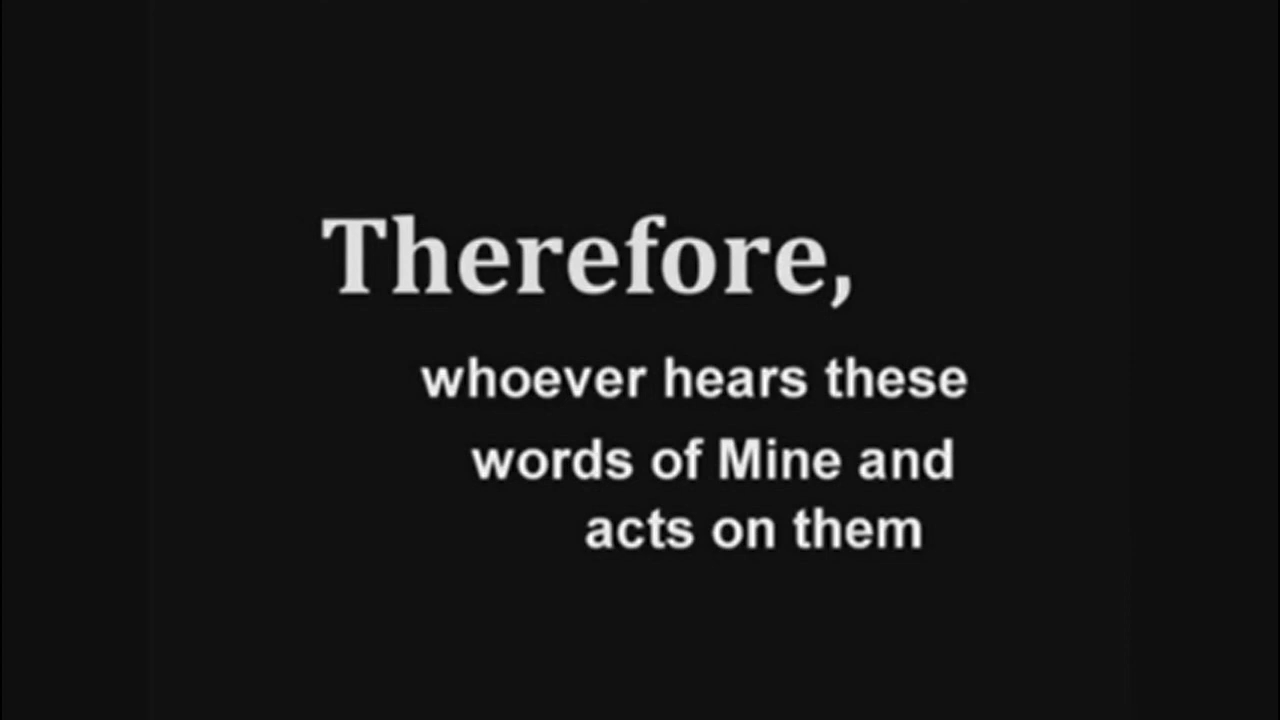 Therefore,
whoever hears these
words of Mine and
acts on them